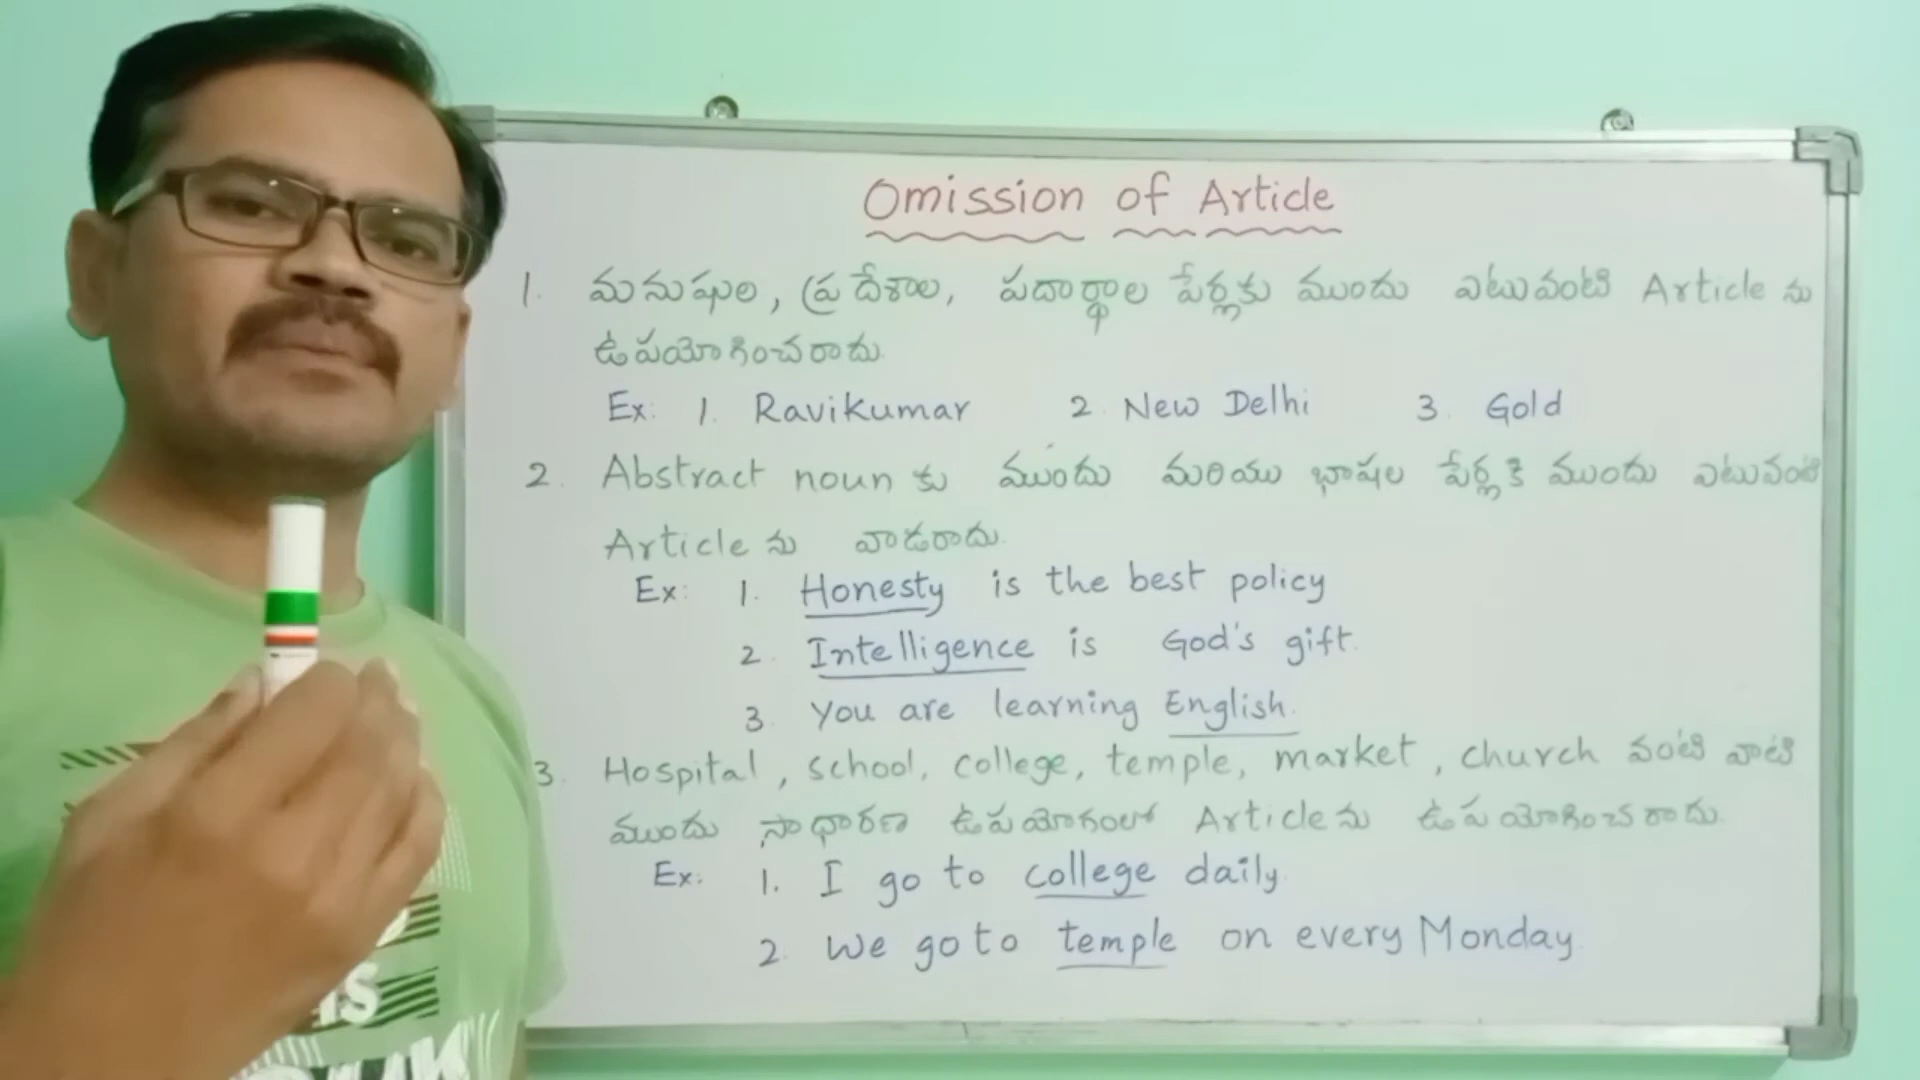 Omission of Article
1. మనుషుల, ప్రదేశాల, పదార్థాల పేర్లకు ముందు ఎటువంటి Article ను
ఉపయోగించరాదు.
Ex: 1. Ravikumar 2. New Delhi 3. Gold
2. Abstract noun కు ముందు మరియు భాషల పేర్లకి ముందు ఎటువంటి
Article ను వాడరాదు.
Ex: 1. Honesty is the best policy
2. Intelligence is God's gift.
3. You are learning English.
3. Hospital, school, college, temple, market, church వంటి వాటి
ముందు సాధారణ ఉపయోగంలో Article ను ఉపయోగించరాదు.
Ex: 1. I go to college daily.
2. We go to temple on every Monday.